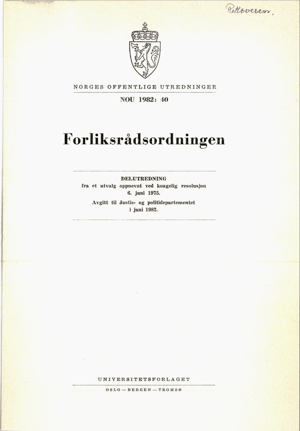 NORGES OFFENTLIGE UTREDNINGER
NOU 1982: 40
Forliksrådsordningen
DELUTREDNING
fra et utvalg oppnevnt ved kongelig resolusjon
6. juni 1975.
Avgitt til Justis- og politidepartementet
i juni 1982.
UNIVERSITETSFORLAGET
OSLO – BERGEN – TROMSØ